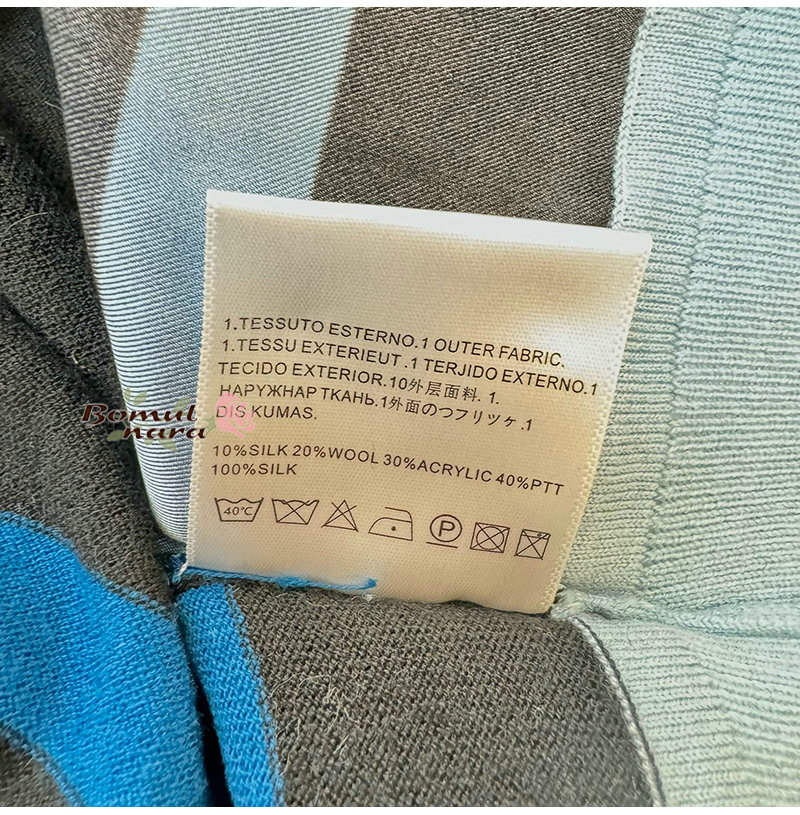 1.TESSUTO ESTERNO.1 OUTER FABRIC.
1.TESSU EXTERIEUT .1 TERJIDO EXTERNO.1
TECIDO EXTERIOR.10外层面料. 1.
НАРУЖНАР ТКАНЬ.1外面のつフリツケ.1
DIS KUMAS.
10%SILK 20%WOOL 30%ACRYLIC 40%PTT
100%SILK
40°C
P
Bomul
nara